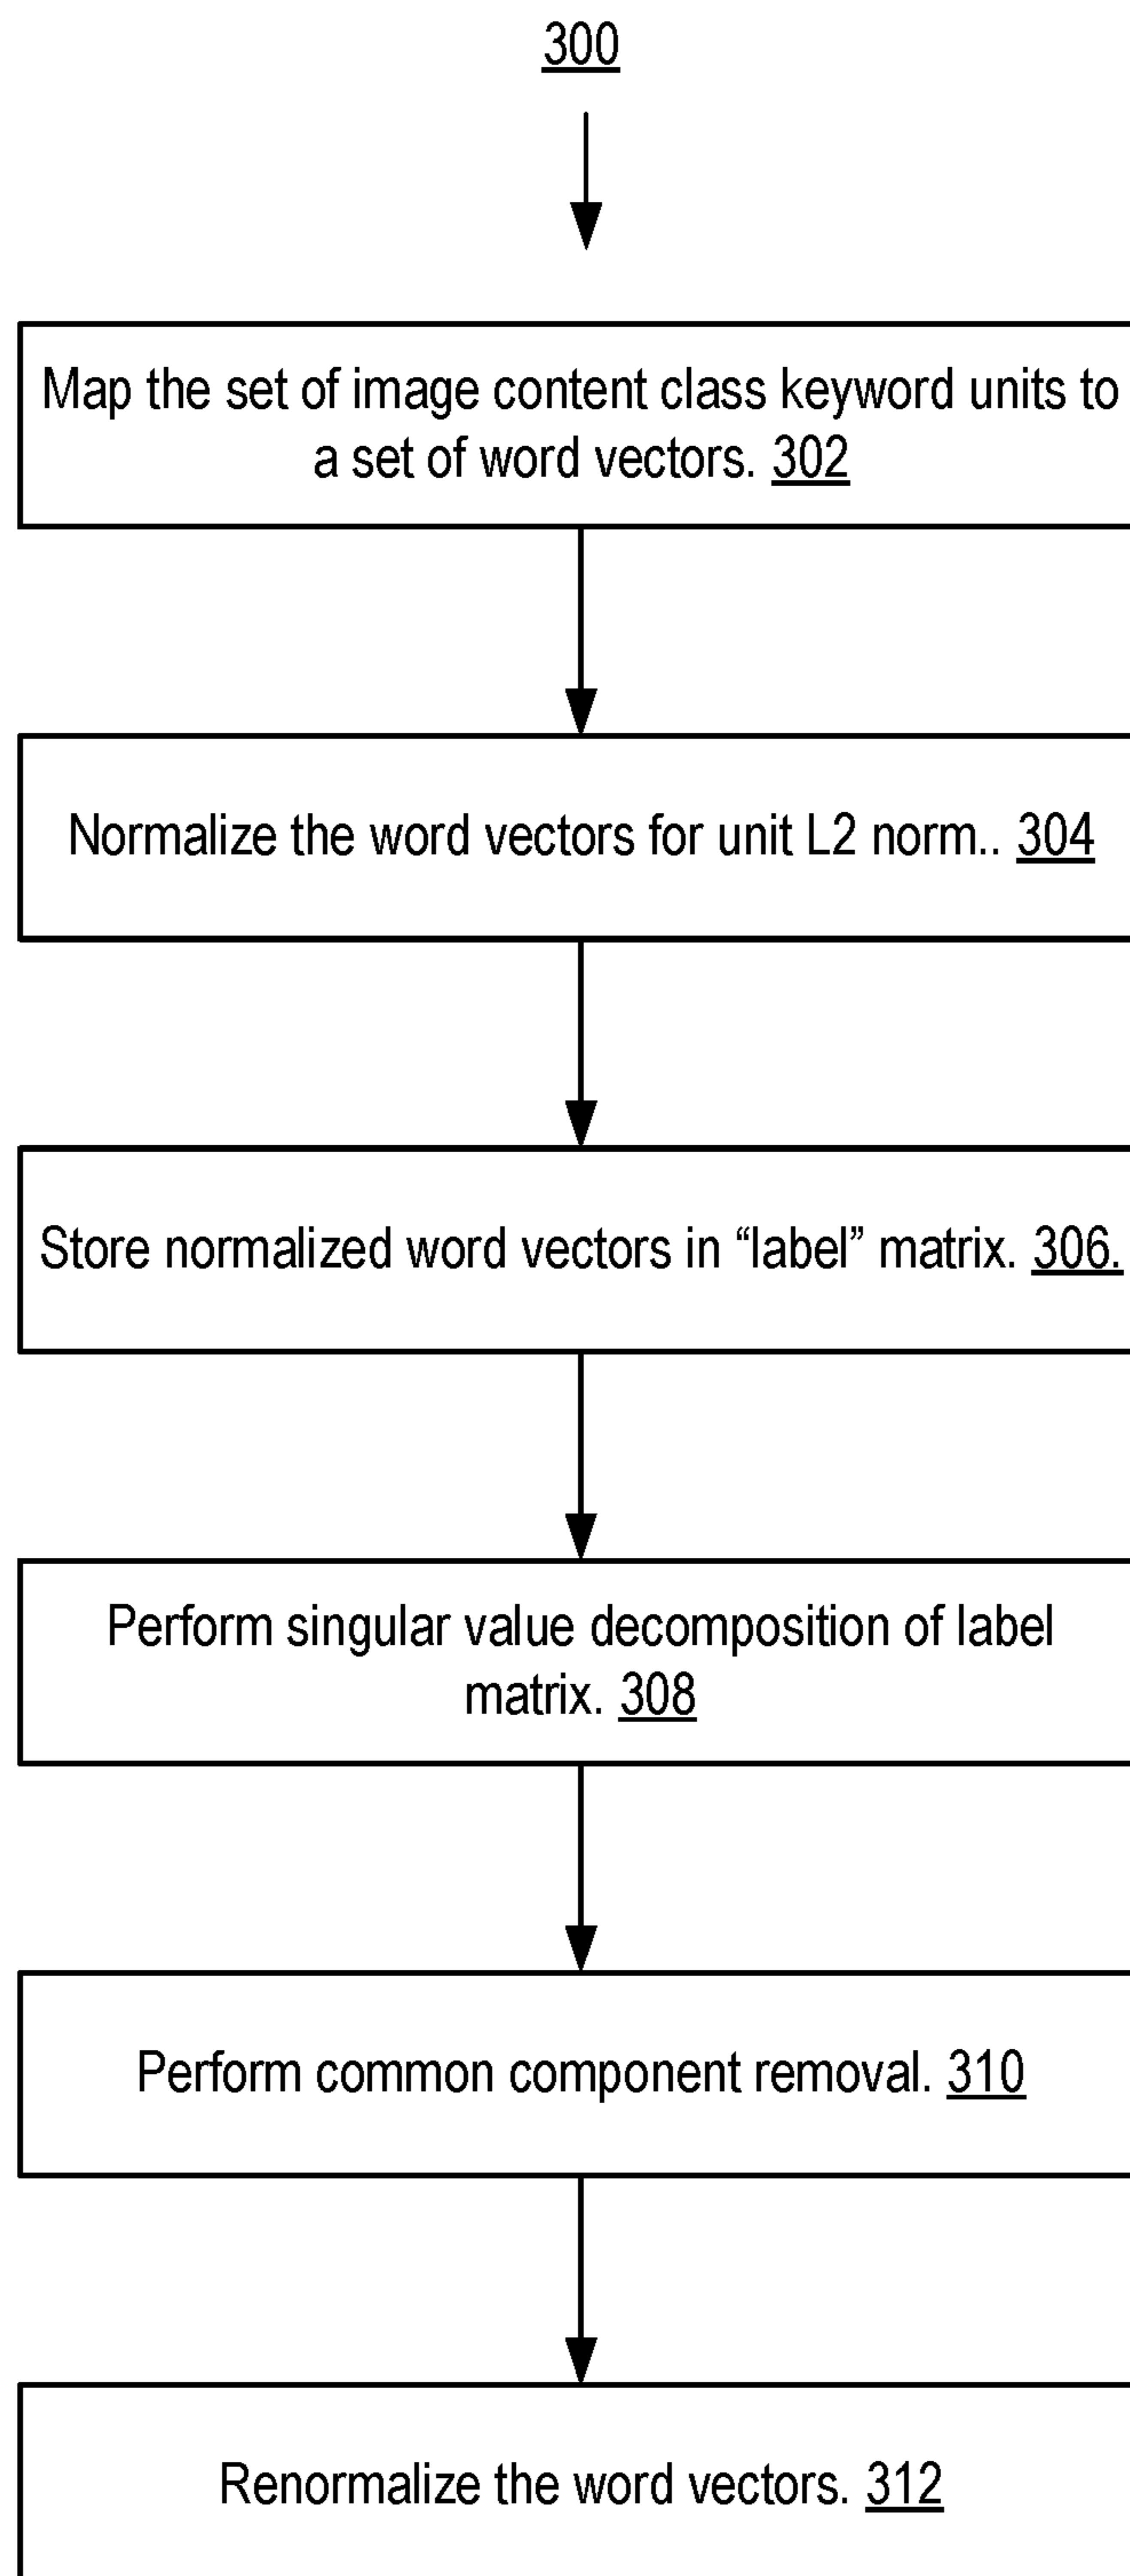 300
Map the set of image content class keyword units to
a set of word vectors. 302
Normalize the word vectors for unit L2 norm.. 304
Store normalized word vectors in “label” matrix. 306.
Perform singular value decomposition of label
matrix. 308
Perform common component removal. 310
Renormalize the word vectors. 312